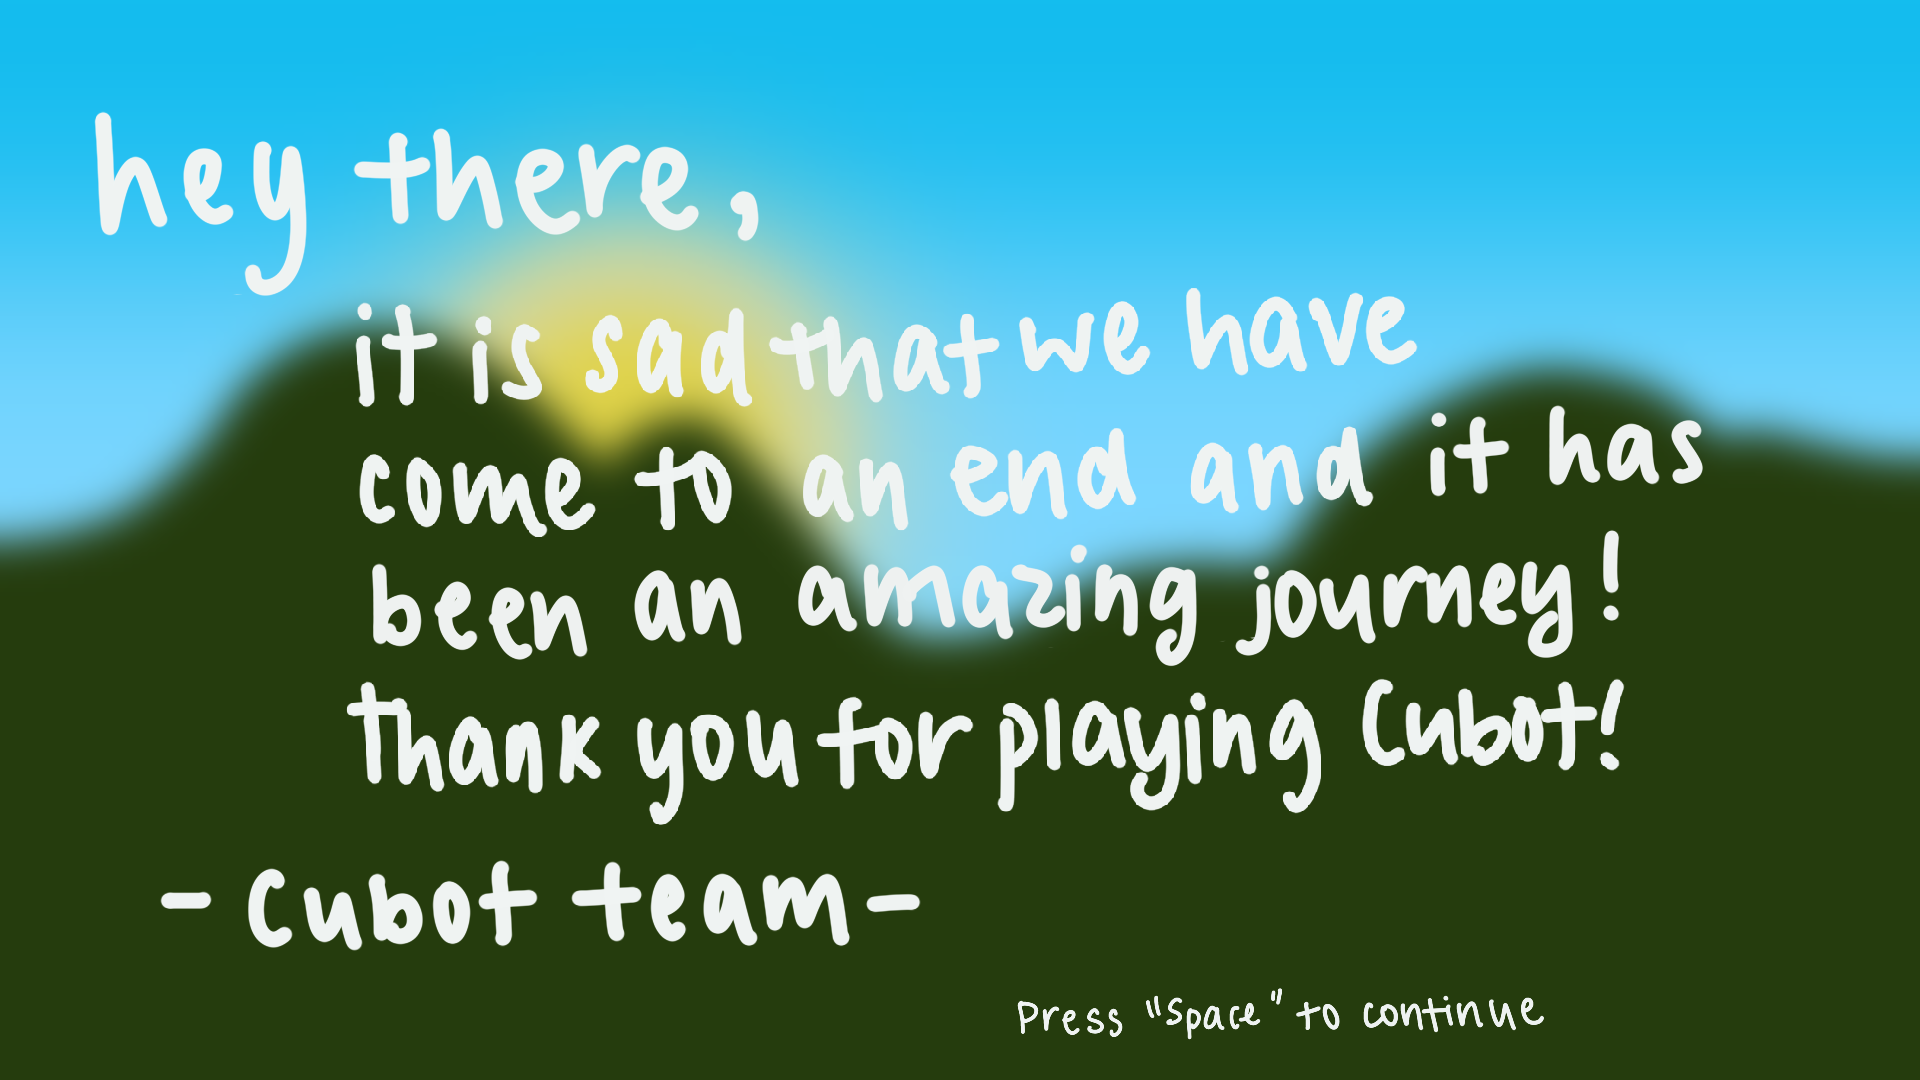 hey there,
it is sad that we have
come to an end and it has
been an amazing journey!
Thank you for playing Cubot!
- Cubot team -
Press "Space" to continue